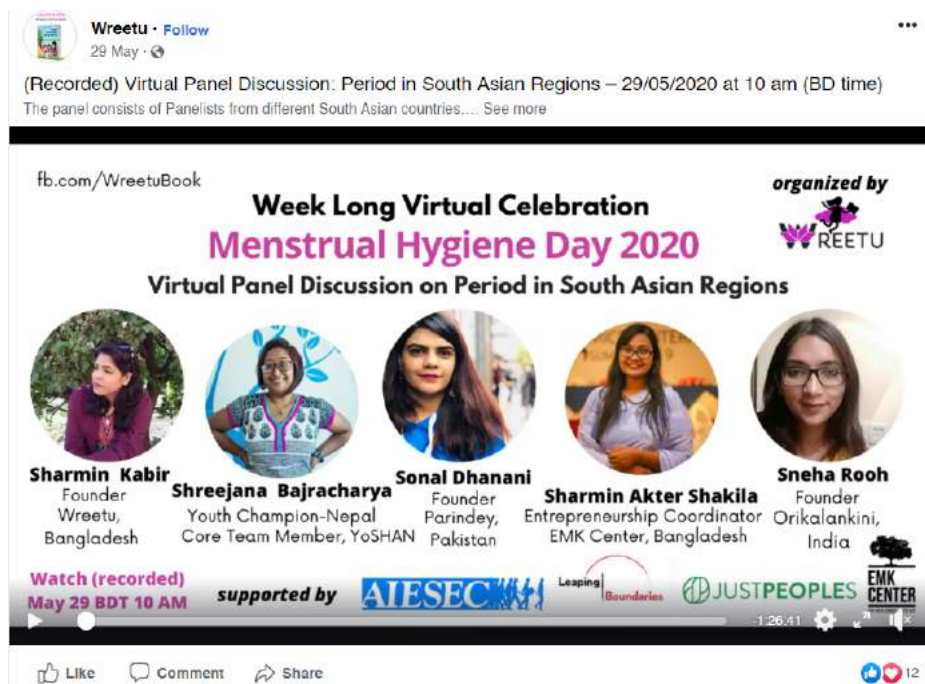 Wreetu · Follow
29 May ·
(Recorded) Virtual Panel Discussion: Period in South Asian Regions – 29/05/2020 at 10 am (BD time)
The panel consists of Panelists from different South Asian countries.... See more
fb.com/WreetuBook
organized by
WREETU
Week Long Virtual Celebration
Menstrual Hygiene Day 2020
Virtual Panel Discussion on Period in South Asian Regions
Sharmin Kabir
Founder
Wreetu,
Bangladesh
Shreejana Bajracharya
Youth Champion-Nepal
Core Team Member, YoSHAN
Sonal Dhanani
Founder
Parindey,
Pakistan
Sharmin Akter Shakila
Entrepreneurship Coordinator
EMK Center, Bangladesh
Sneha Rooh
Founder
Orikalankini,
India
Watch (recorded)
May 29 BDT 10 AM
supported by
AIESEC
Leaping
Boundaries
JUSTPEOPLES
EMK
CENTER
-1:26:41
Like
Comment
Share
12